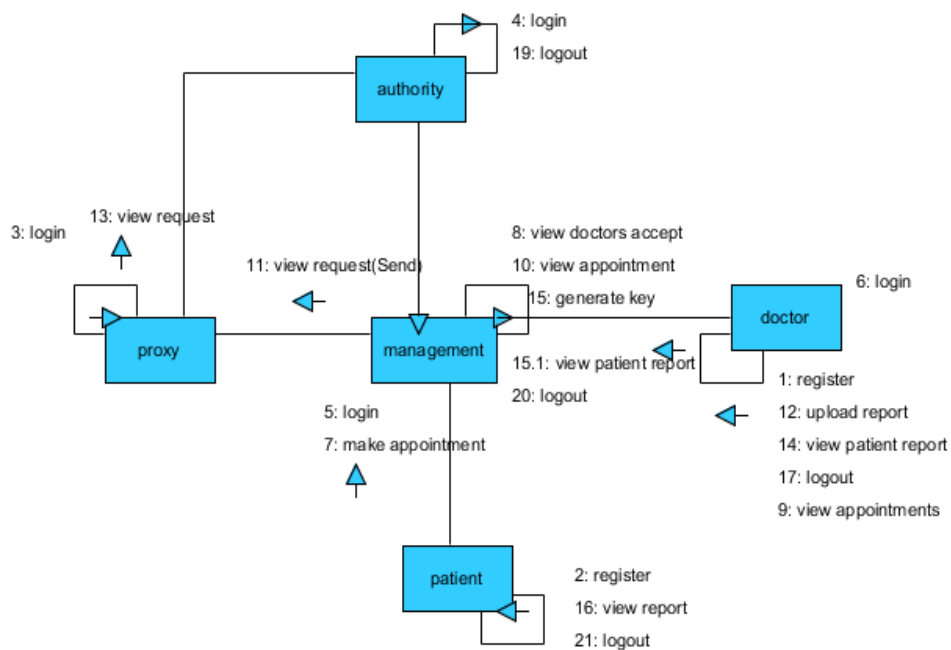 4: login
19: logout
authority
13: view request
3: login
8: view doctors accept
11: view request(Send)
10: view appointment
6: login
15: generate key
doctor
proxy
management
15.1: view patient report
1: register
20: logout
5: login
12: upload report
7: make appointment
14: view patient report
17: logout
9: view appointments
patient
2: register
16: view report
21: logout